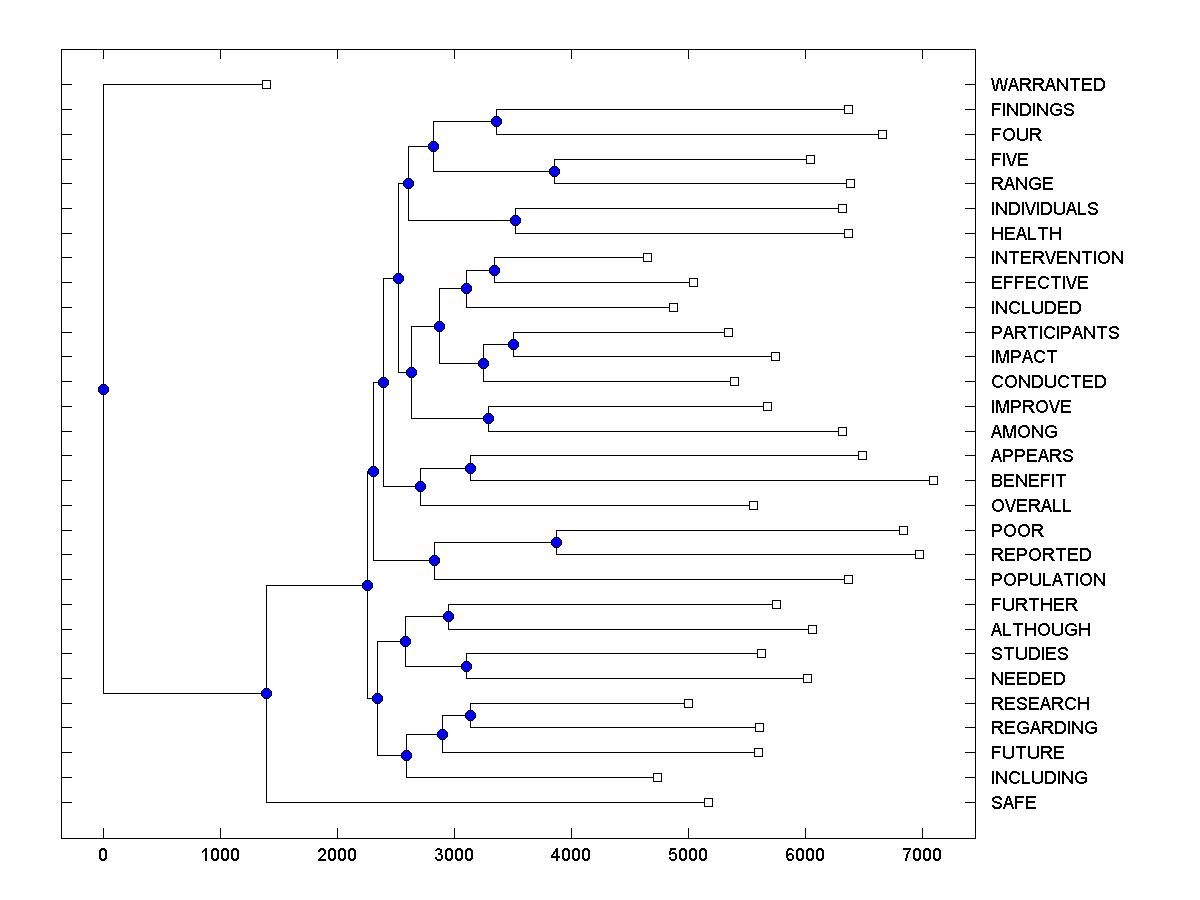 WARRANTED
FINDINGS
FOUR
FIVE
RANGE
INDIVIDUALS
HEALTH
INTERVENTION
EFFECTIVE
INCLUDED
PARTICIPANTS
IMPACT
CONDUCTED
IMPROVE
AMONG
APPEARS
BENEFIT
OVERALL
POOR
REPORTED
POPULATION
FURTHER
ALTHOUGH
STUDIES
NEEDED
RESEARCH
REGARDING
FUTURE
INCLUDING
SAFE
0 1000 2000 3000 4000 5000 6000 7000